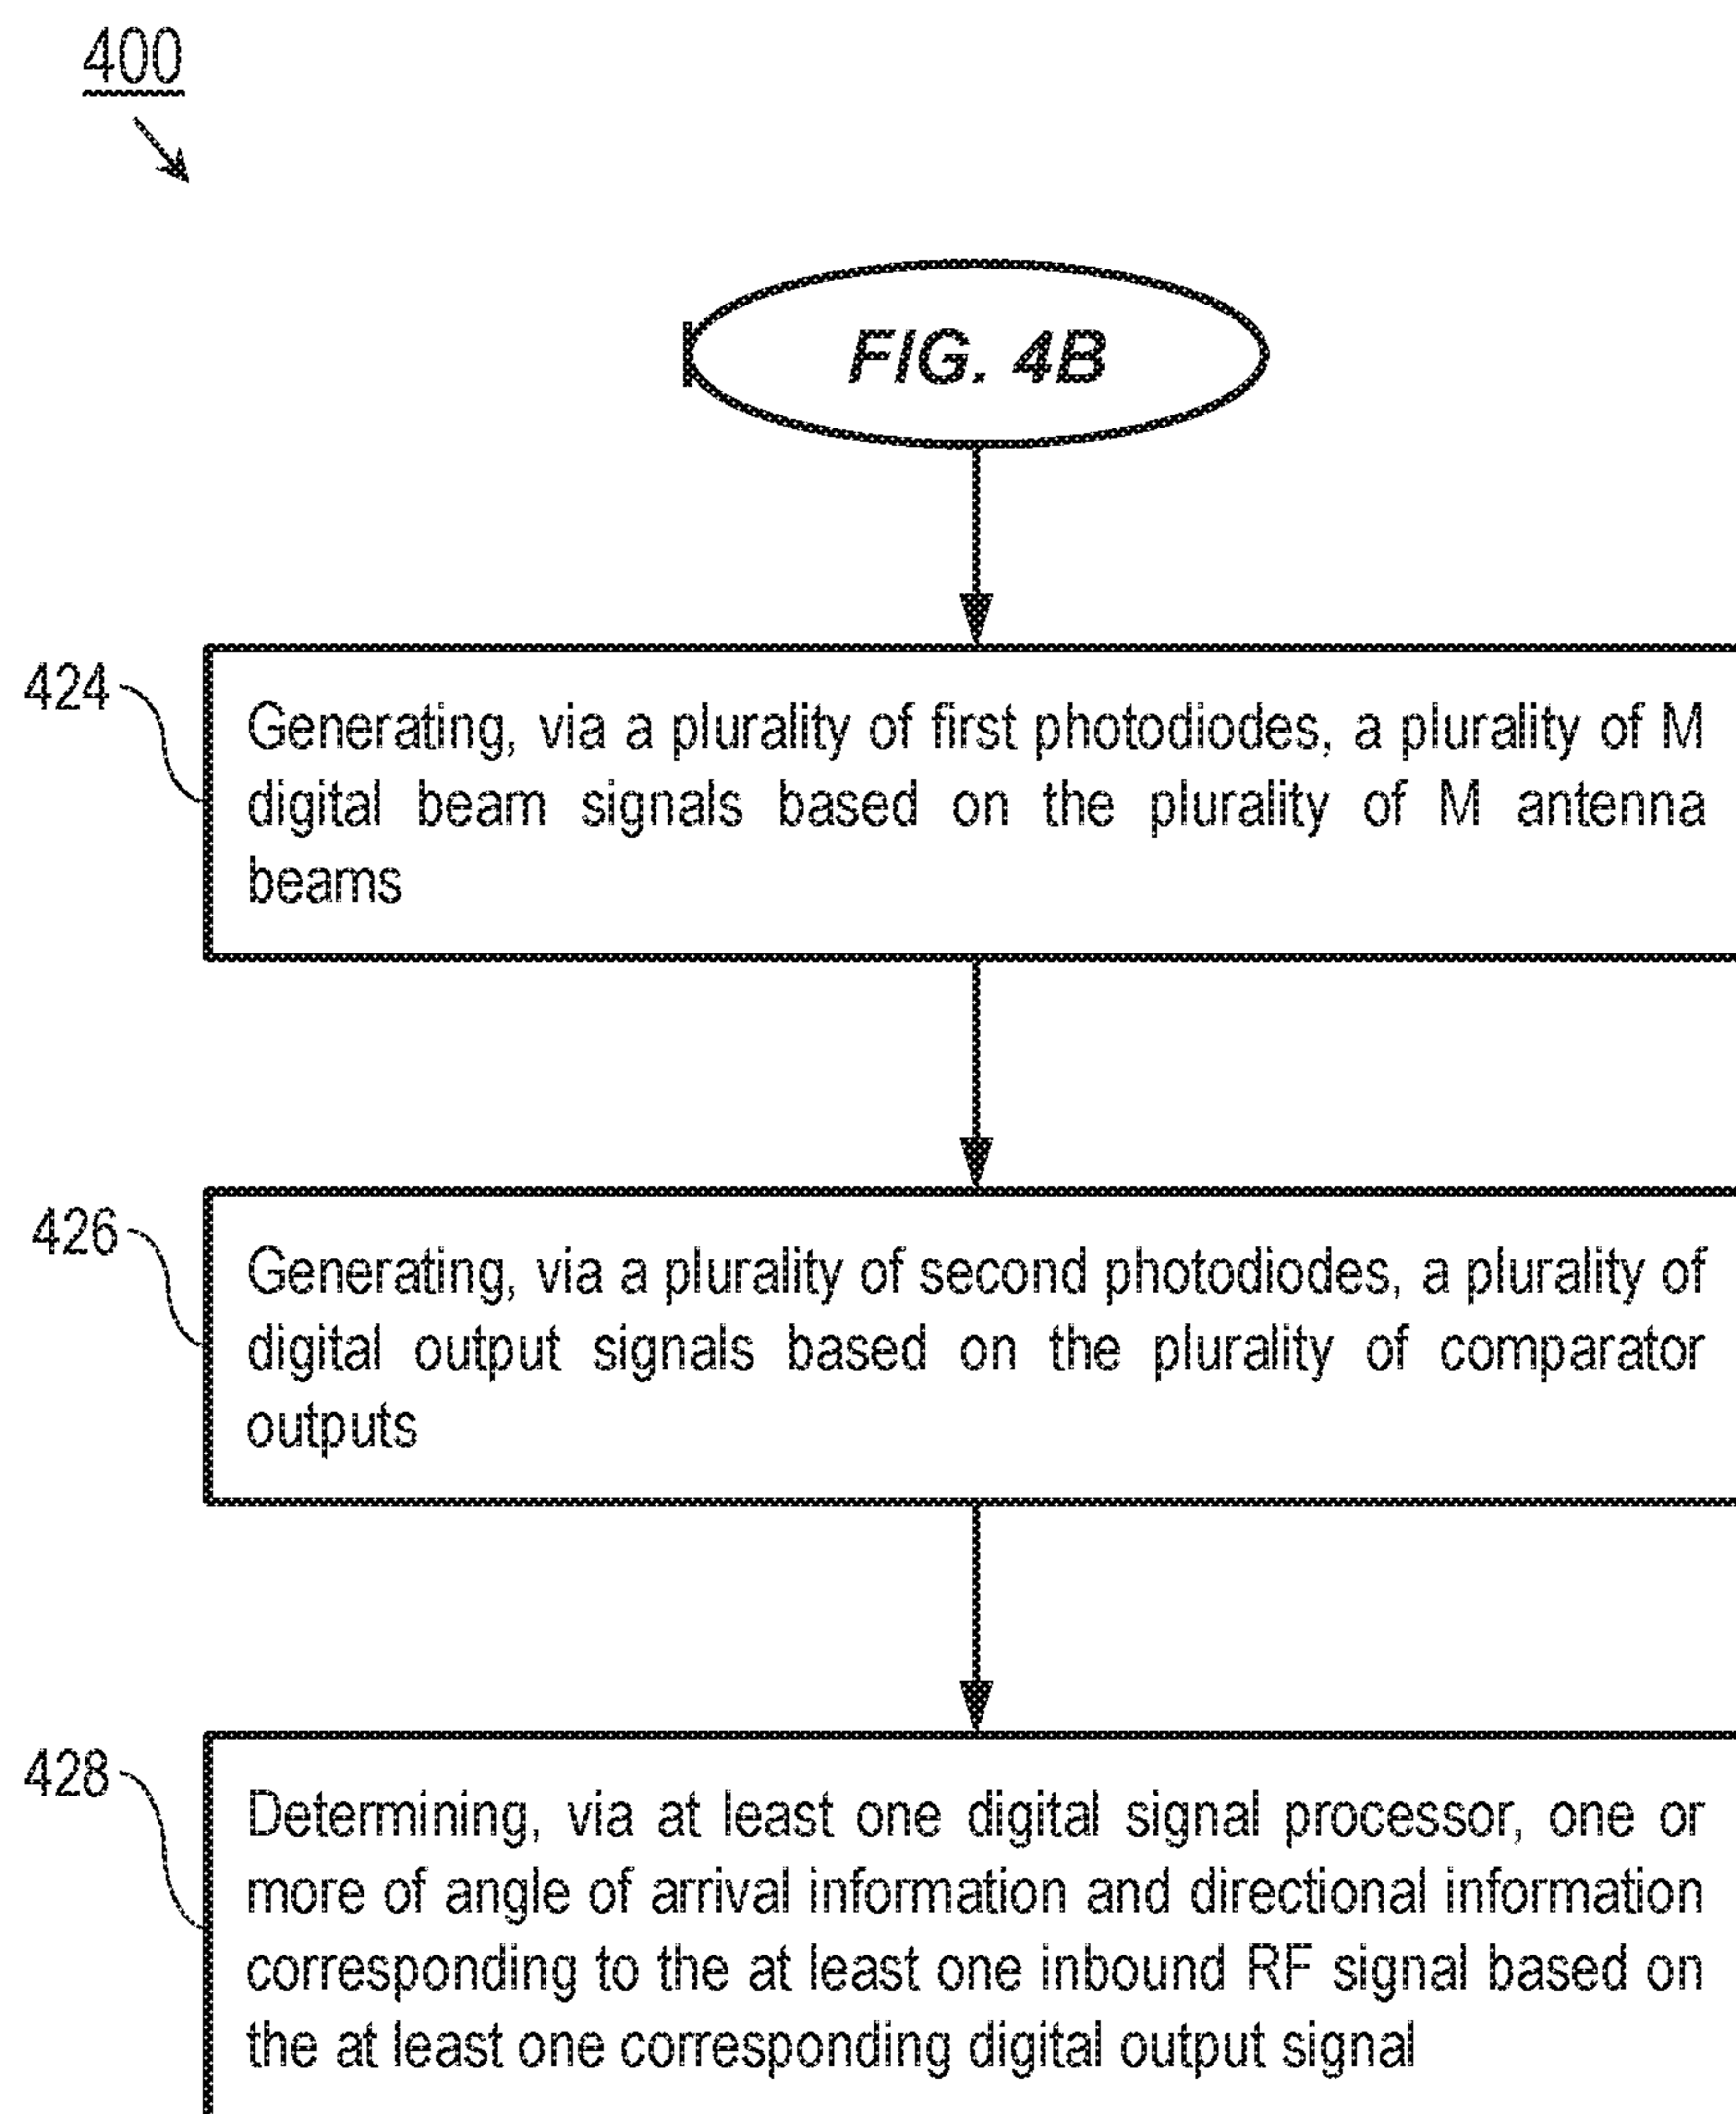 400
FIG. 4B
424
Generating, via a plurality of first photodiodes, a plurality of M
digital beam signals based on the plurality of M antenna
beams
426
Generating, via a plurality of second photodiodes, a plurality of
digital output signals based on the plurality of comparator
outputs
428
Determining, via at least one digital signal processor, one or
more of angle of arrival information and directional information
corresponding to the at least one inbound RF signal based on
the at least one corresponding digital output signal